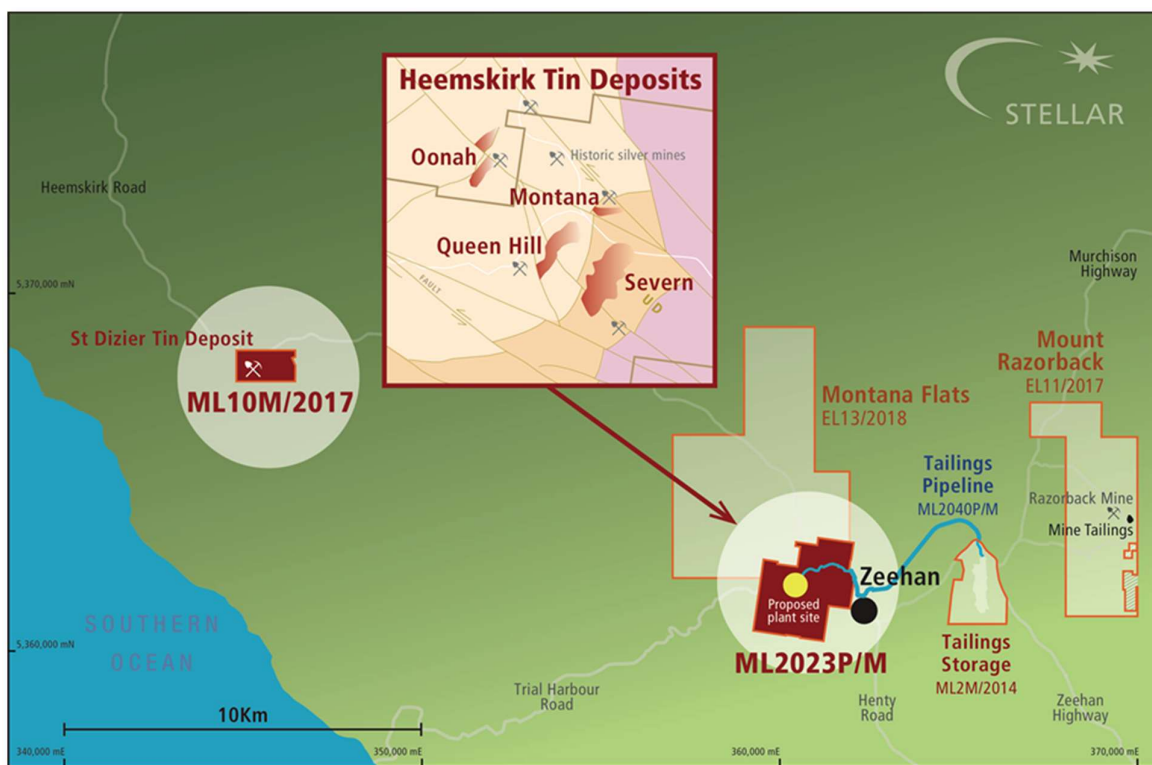 STELLAR
Heemskirk Tin Deposits
Oonah
Historic silver mines
Montana
Queen Hill
Severn
FAULT
U D
Heemskirk Road
Murchison
Highway
5,370,000 mN
St Dizier Tin Deposit
ML10M/2017
Mount
Razorback
EL11/2017
Montana Flats
EL13/2018
Tailings
Pipeline
ML2040P/M
Razorback Mine
Mine Tailings
Zeehan
Proposed
plant site
ML2023P/M
Tailings
Storage
ML2M/2014
SOUTHERN
OCEAN
5,360,000 mN
Trial Harbour
Road
Henty
Road
Zeehan
Highway
10Km
340,000 mE
350,000 mE
360,000 mE
370,000 mE